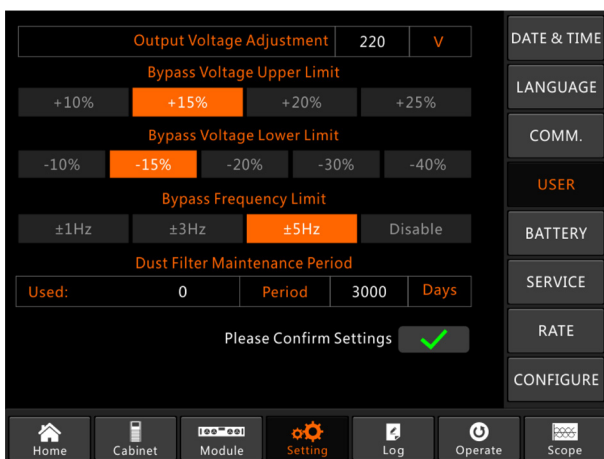 Output Voltage Adjustment 220 V
Bypass Voltage Upper Limit
+10% +15% +20% +25%
Bypass Voltage Lower Limit
-10% -15% -20% -30% -40%
Bypass Frequency Limit
±1Hz ±3Hz ±5Hz Disable
Dust Filter Maintenance Period
Used: 0 Period 3000 Days
Please Confirm Settings
DATE & TIME
LANGUAGE
COMM.
USER
BATTERY
SERVICE
RATE
CONFIGURE
Home Cabinet Module Setting Log Operate Scope